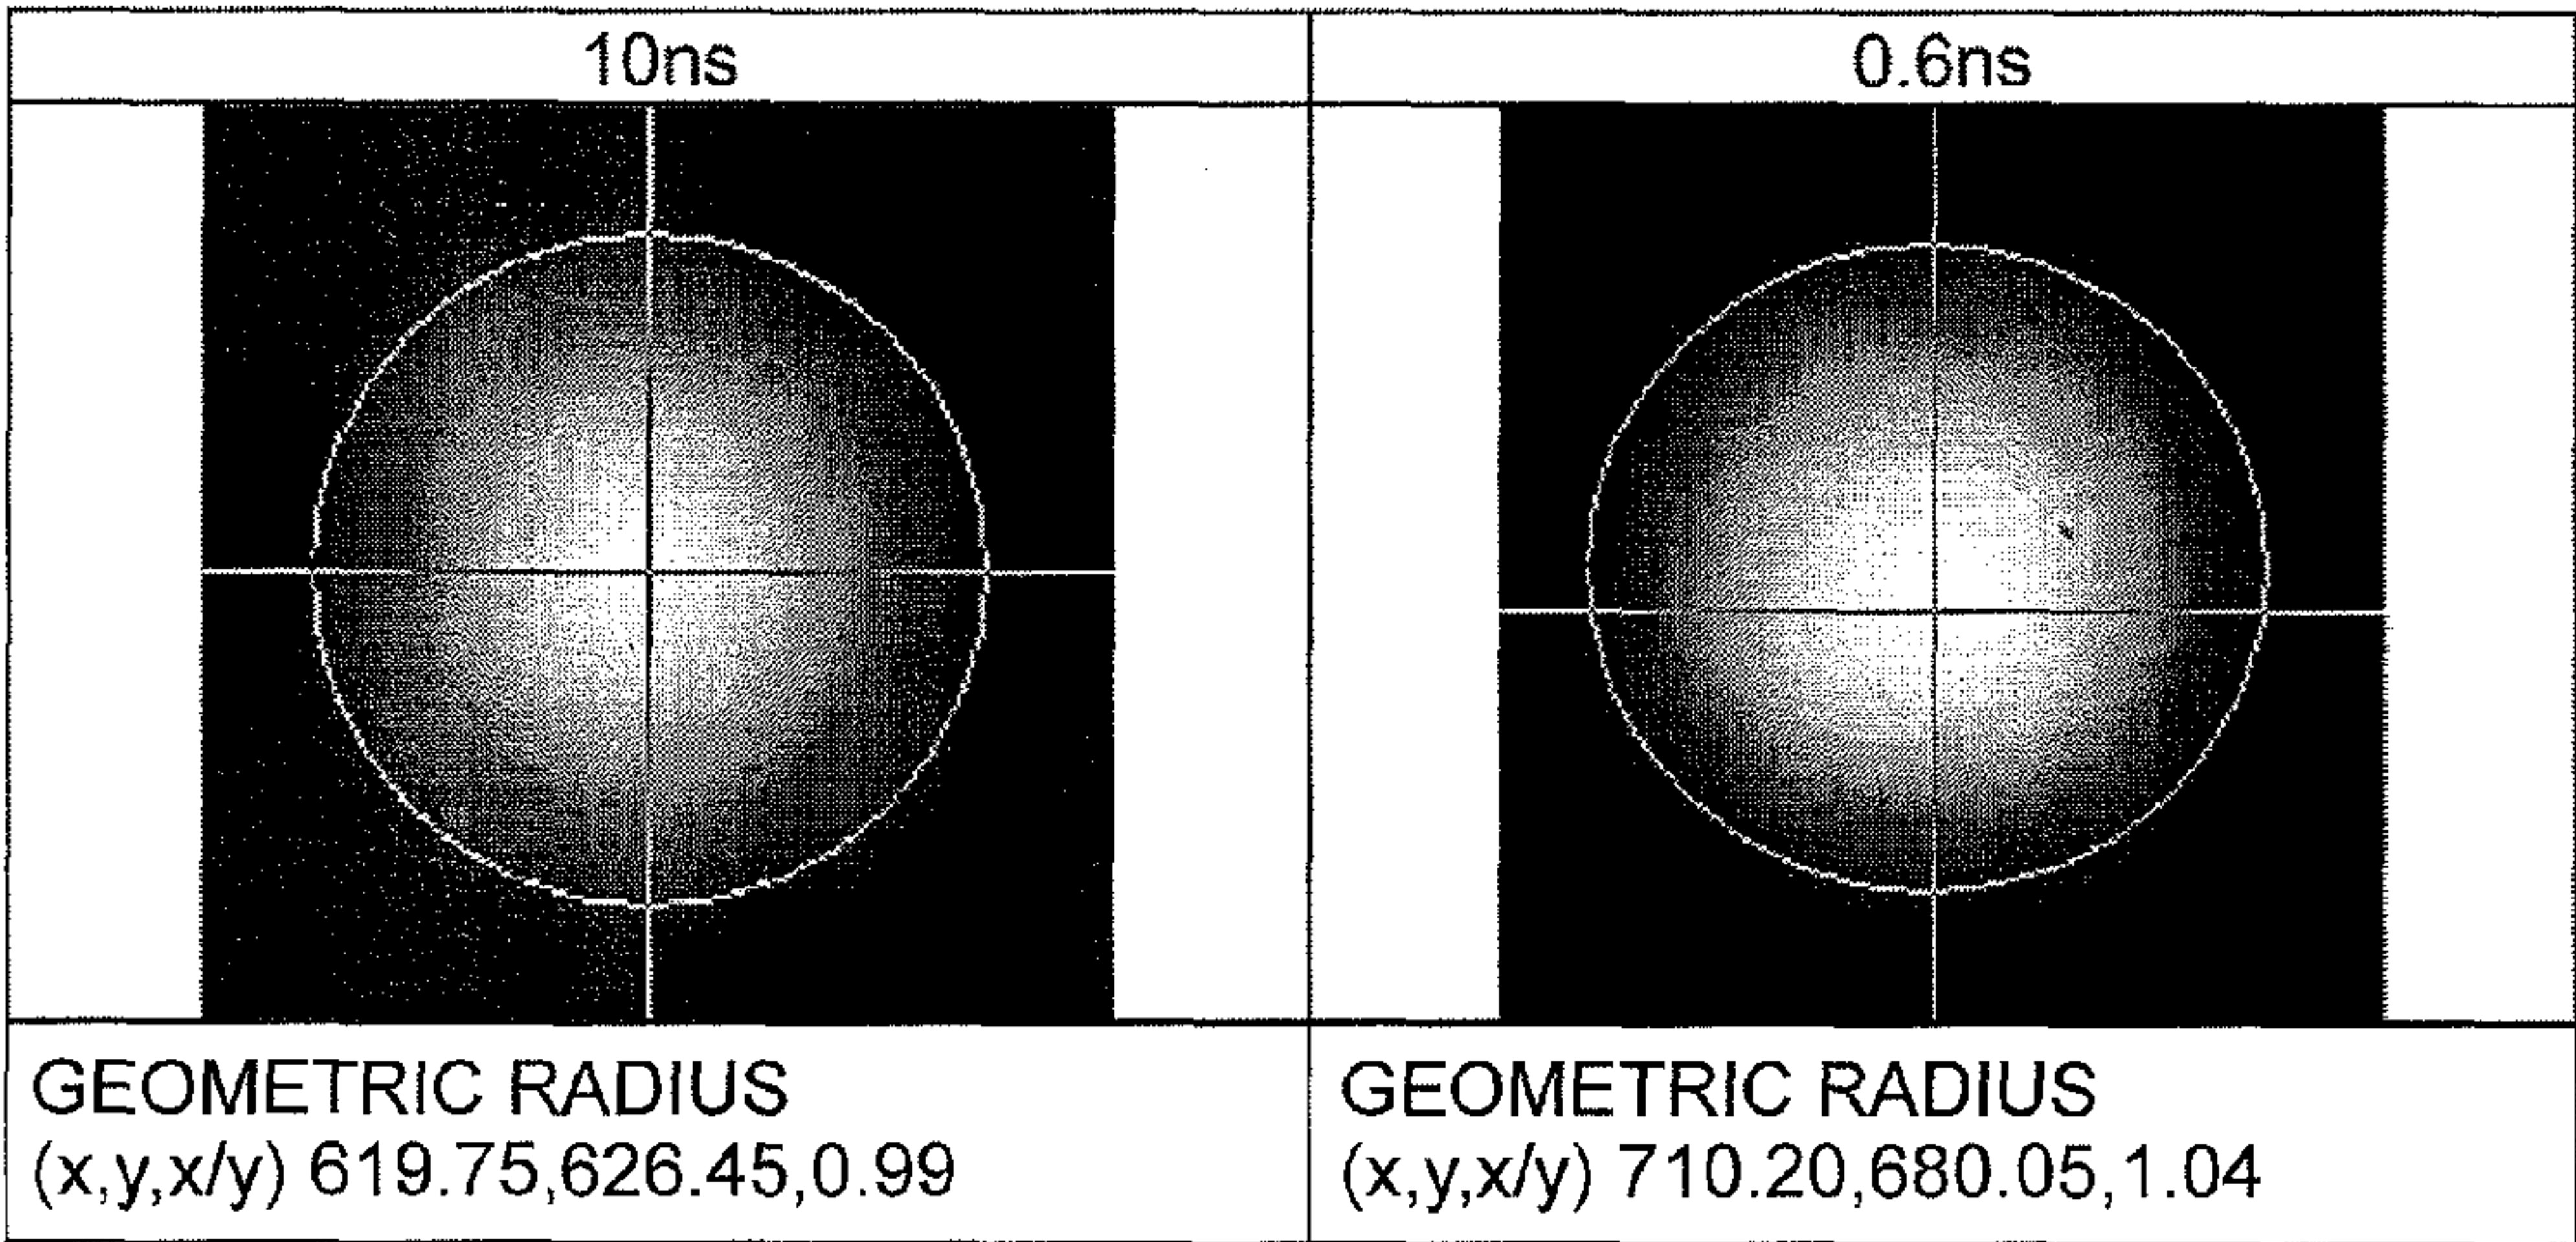 10ns
0.6ns
GEOMETRIC RADIUS
(x,y,x/y) 619.75,626.45,0.99
GEOMETRIC RADIUS
(x,y,x/y) 710.20,680.05,1.04